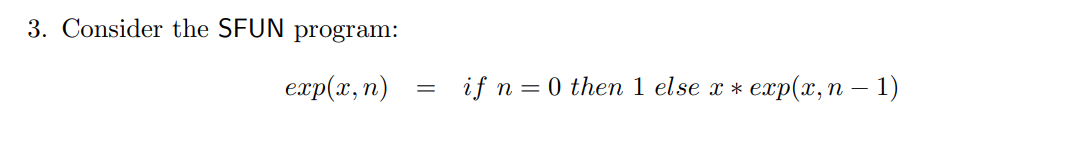 3. Consider the SFUN program:
exp(x, n) = if n = 0 then 1 else x ∗ exp(x, n − 1)